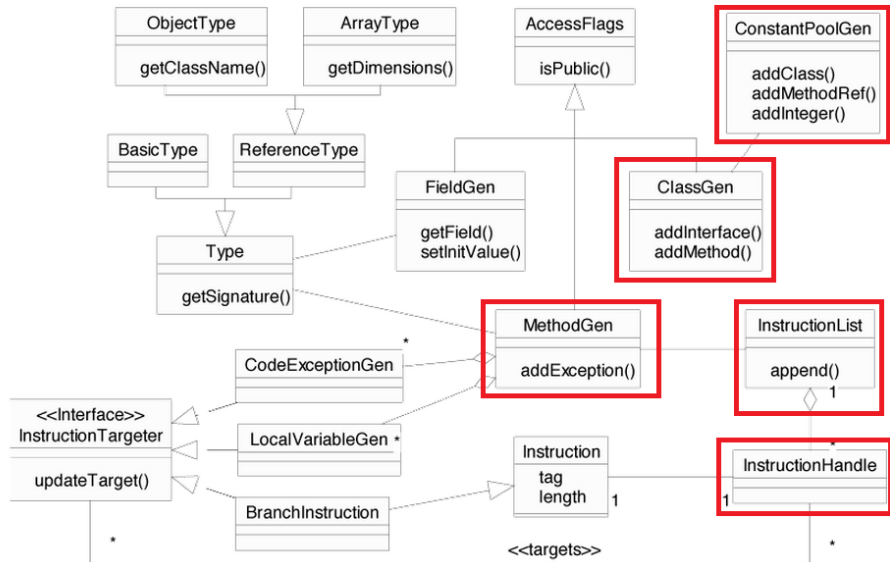 ObjectType
getClassName()
ArrayType
getDimensions()
AccessFlags
isPublic()
ConstantPoolGen
addClass()
addMethodRef()
addInteger()
BasicType
ReferenceType
FieldGen
getField()
setInitValue()
ClassGen
addInterface()
addMethod()
Type
getSignature()
MethodGen
addException()
InstructionList
append()
1
*
CodeExceptionGen
*
<<Interface>>
InstructionTargeter
updateTarget()
LocalVariableGen
*
Instruction
tag
length
1
InstructionHandle
1
BranchInstruction
*
<<targets>>
*